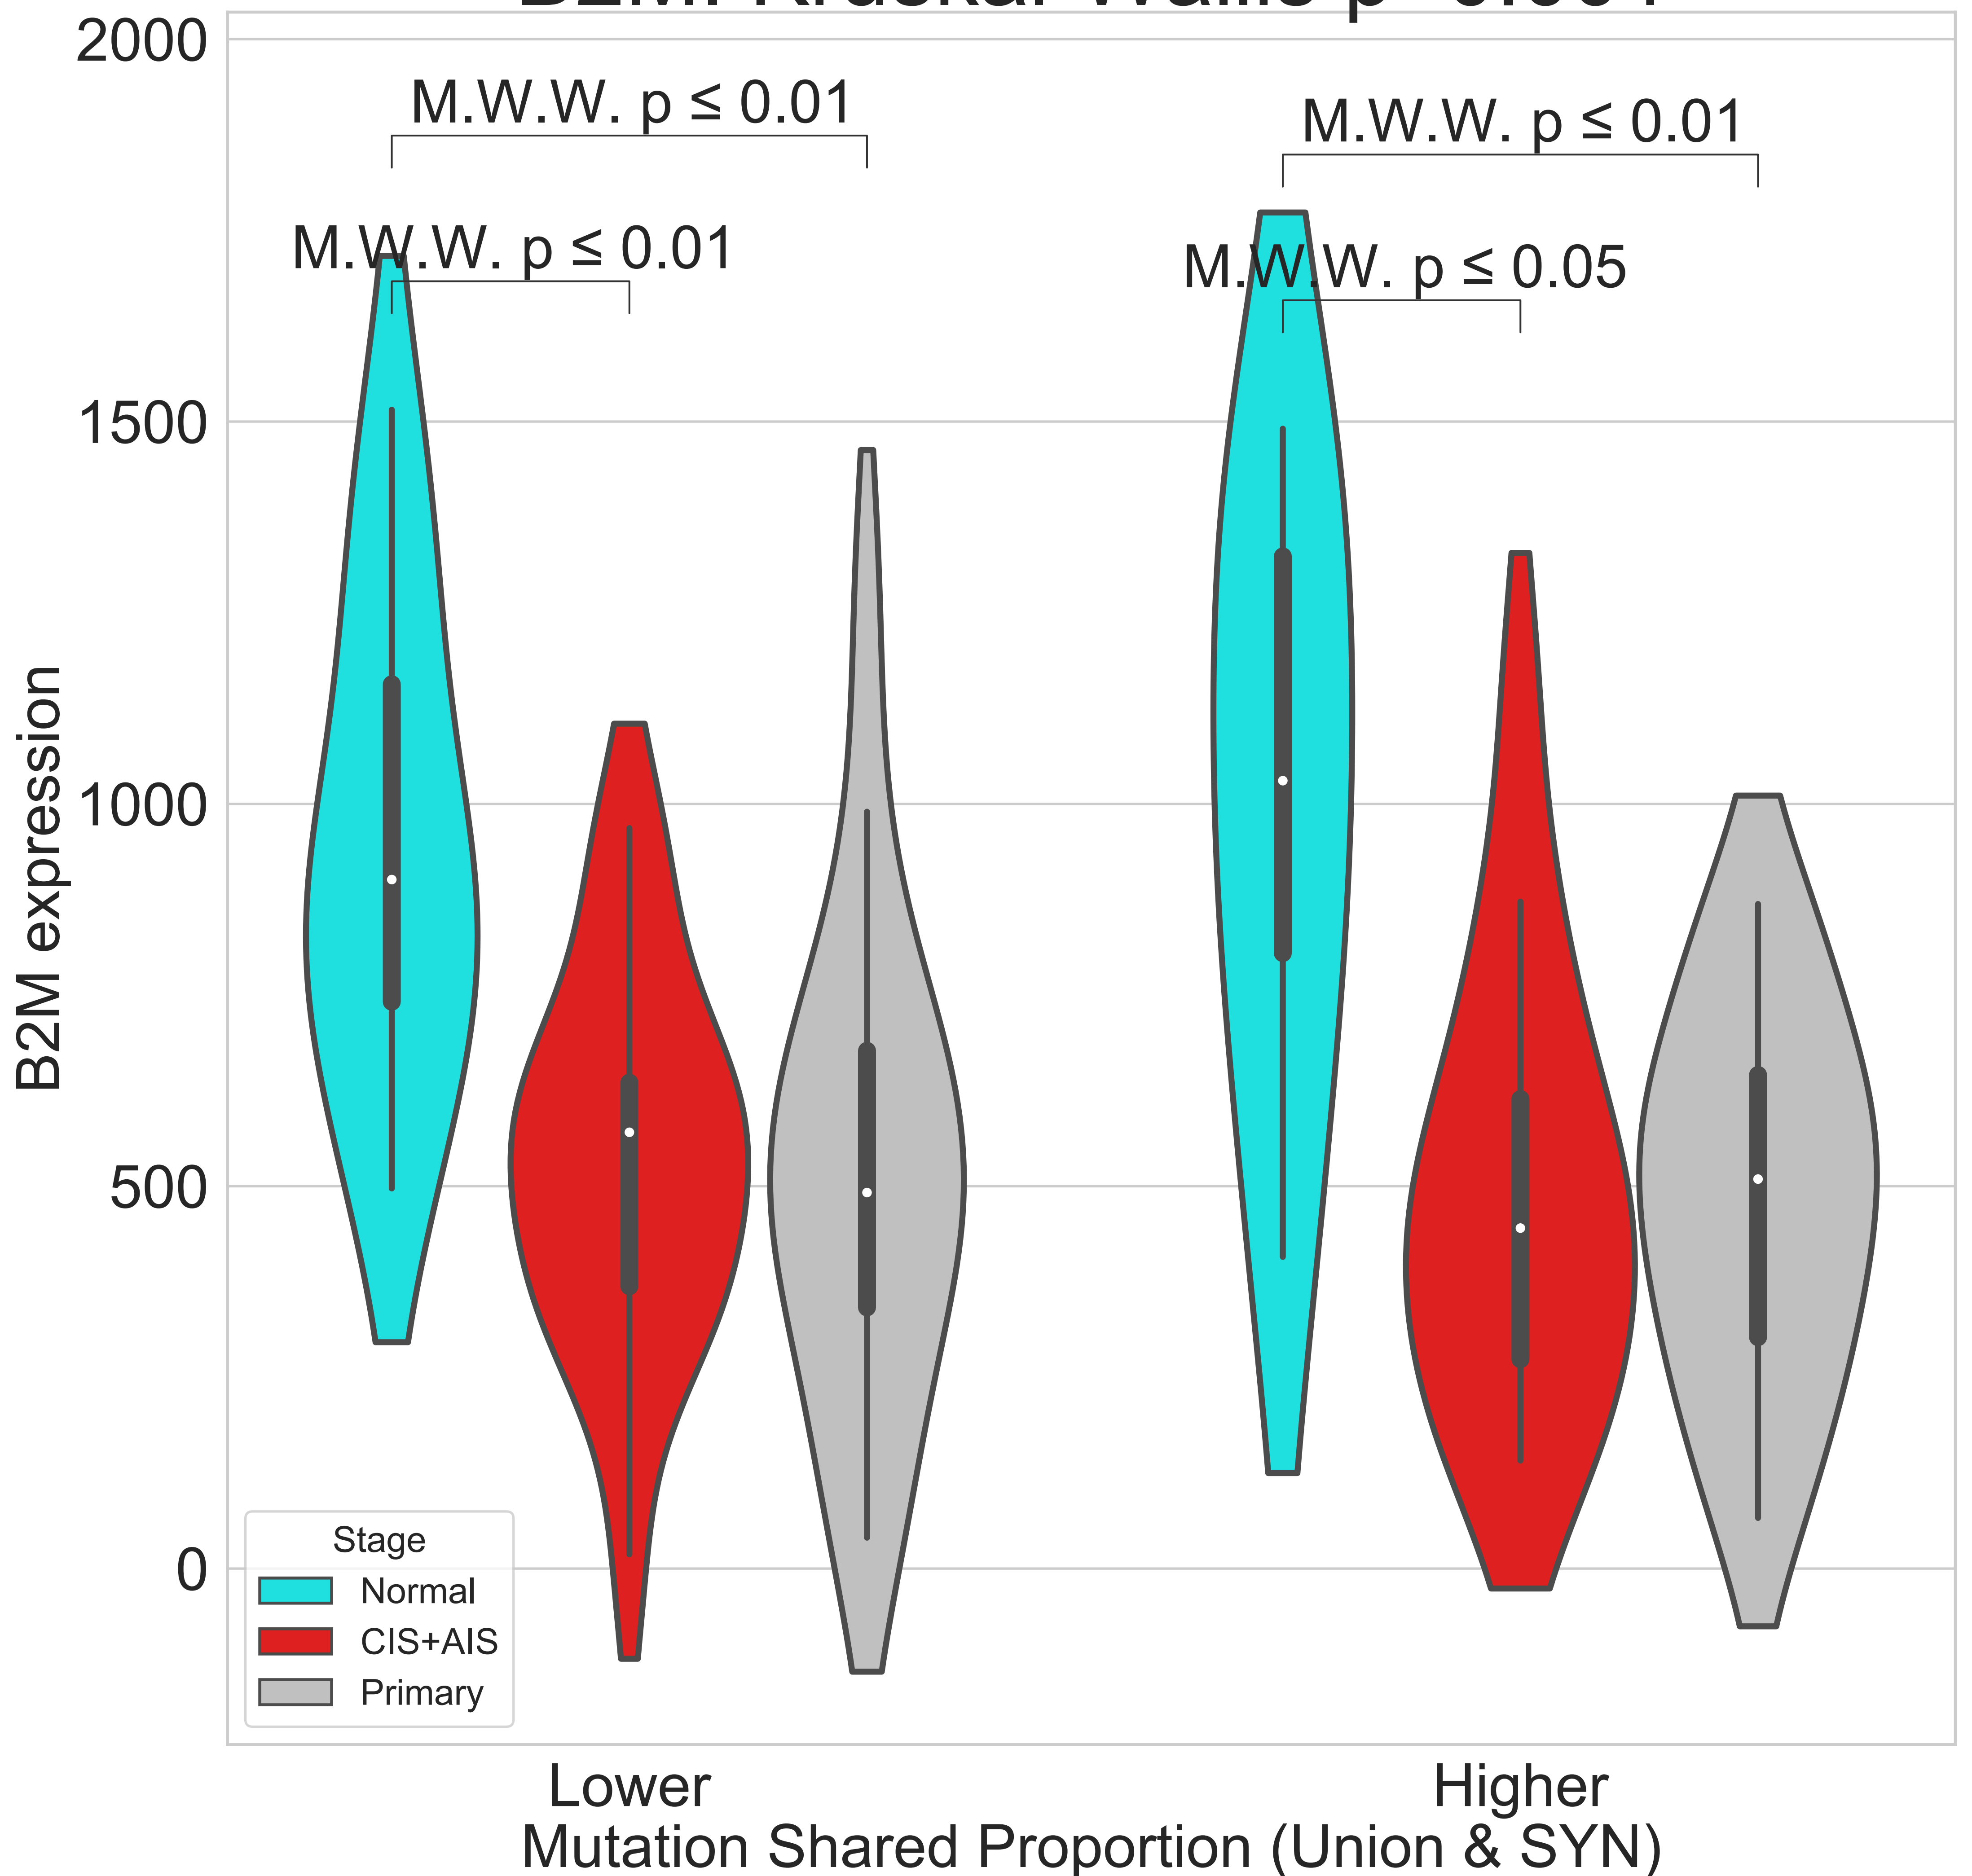 2000
M.W.W. p ≤ 0.01
M.W.W. p ≤ 0.01
M.W.W. p ≤ 0.01
M.W.W. p ≤ 0.05
1500
1000
500
0
B2M expression
Stage
Normal
CIS+AIS
Primary
Lower
Higher
Mutation Shared Proportion (Union & SYN)